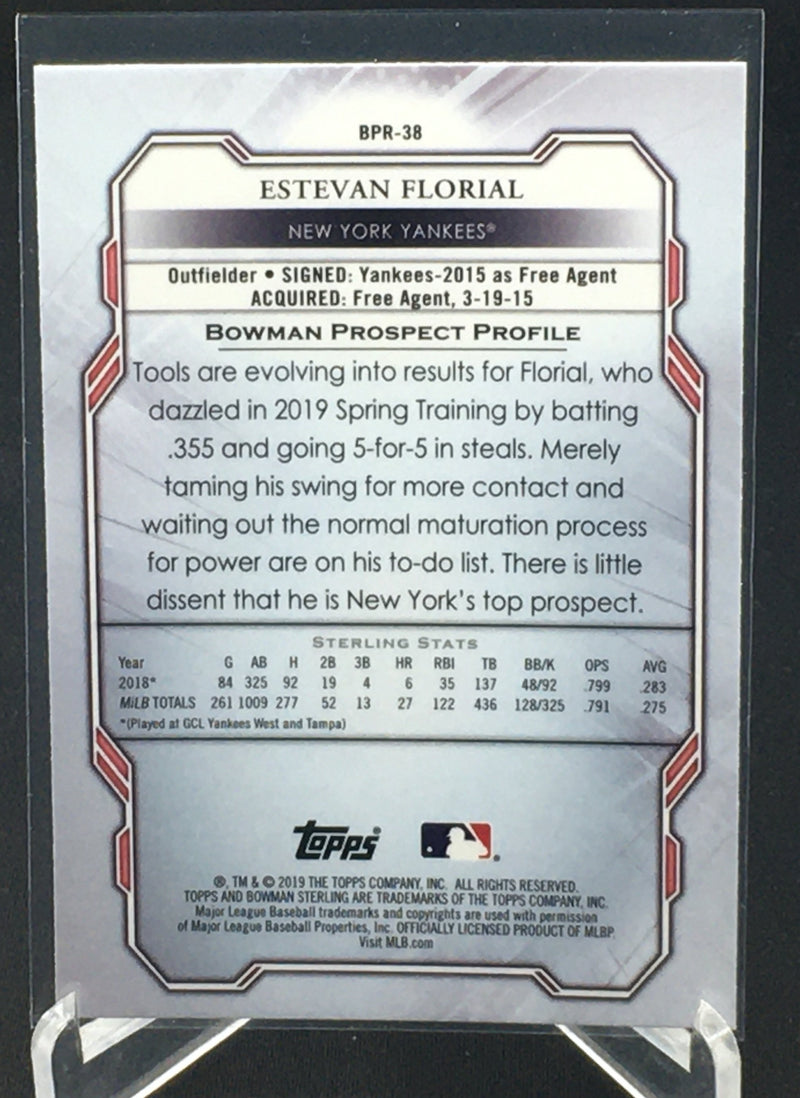 BPR-38
ESTEVAN FLORIAL
NEW YORK YANKEES®
Outfielder • SIGNED: Yankees-2015 as Free Agent
ACQUIRED: Free Agent, 3-19-15
BOWMAN PROSPECT PROFILE
Tools are evolving into results for Florial, who
dazzled in 2019 Spring Training by batting
.355 and going 5-for-5 in steals. Merely
taming his swing for more contact and
waiting out the normal maturation process
for power are on his to-do list. There is little
dissent that he is New York's top prospect.
STERLING STATS
Year G AB H 2B 3B HR RBI TB BB/K OPS AVG
2018* 84 325 92 19 4 6 35 137 48/92 .799 .283
MiLB TOTALS 261 1009 277 52 13 27 122 436 128/325 .791 .275
*(Played at GCL Yankees West and Tampa)
Topps®
®, TM & © 2019 THE TOPPS COMPANY, INC. ALL RIGHTS RESERVED.
TOPPS AND BOWMAN STERLING ARE TRADEMARKS OF THE TOPPS COMPANY, INC.
Major League Baseball trademarks and copyrights are used with permission
of Major League Baseball Properties, Inc. OFFICIALLY LICENSED PRODUCT OF MLBP.
Visit MLB.com